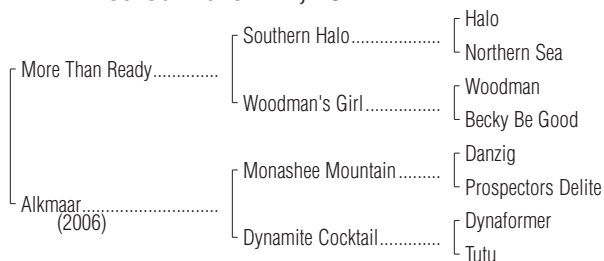 Halo
Southern Halo
Northern Sea
More Than Ready
Woodman
Woodman's Girl
Becky Be Good
Danzig
Monashee Mountain
Prospectors Delite
Alkmaar
(2006)
Dynaformer
Dynamite Cocktail
Tutu